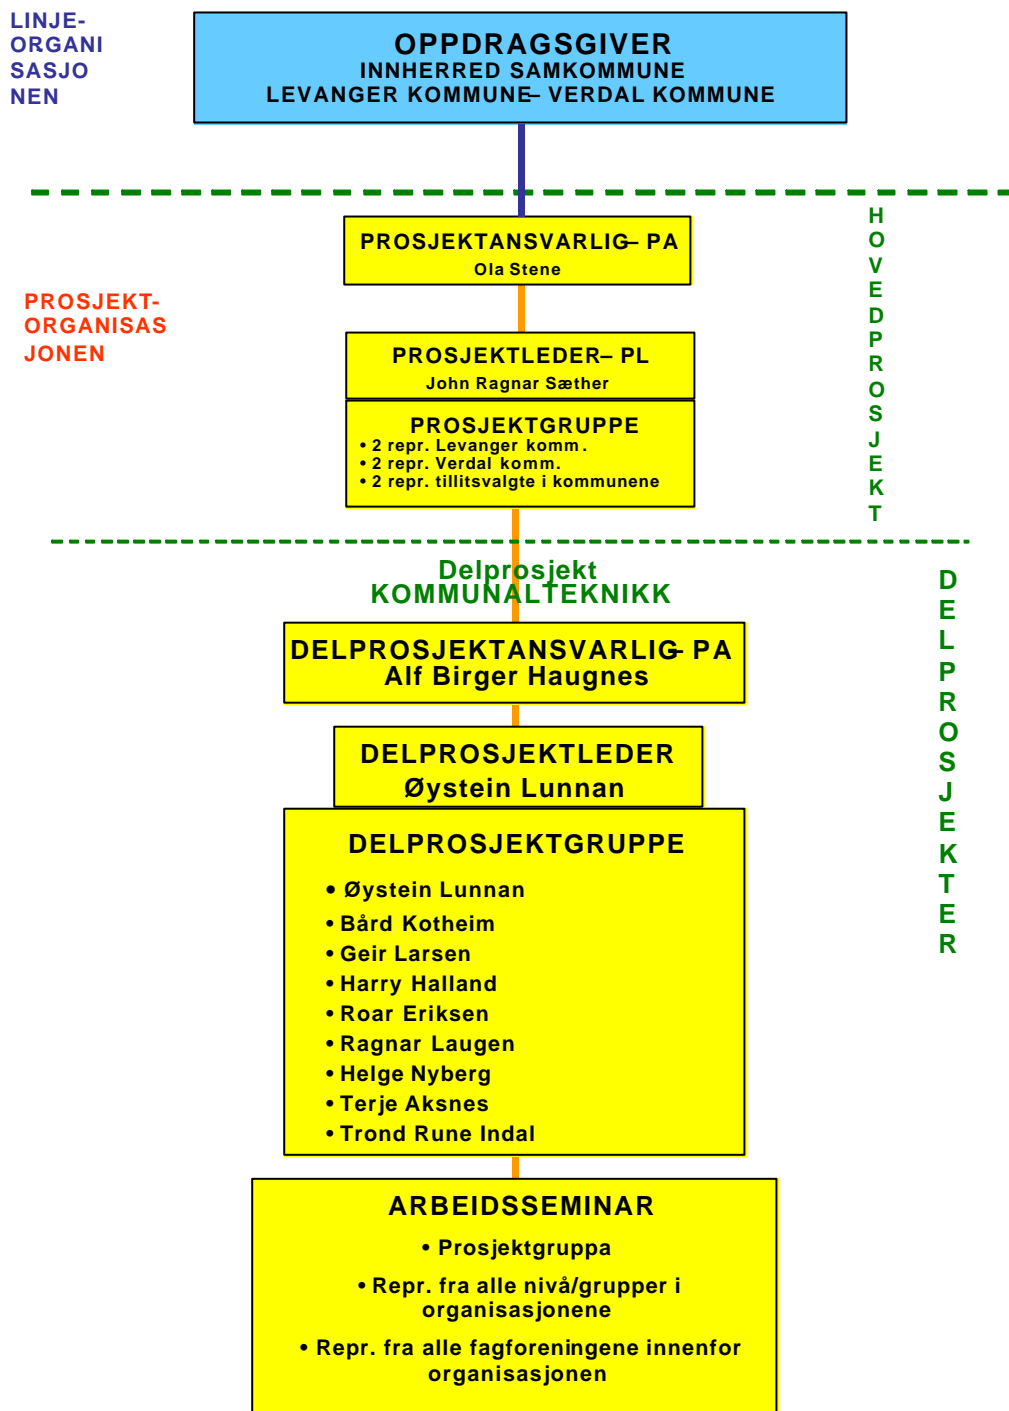 LINJE-
ORGANI
SASJO
NEN
OPPDRAGSGIVER
INNHERRED SAMKOMMUNE
LEVANGER KOMMUNE– VERDAL KOMMUNE
PROSJEKTANSVARLIG– PA
Ola Stene
PROSJEKT-
ORGANISAS
JONEN
PROSJEKTLEDER– PL
John Ragnar Sæther
PROSJEKTGRUPPE
• 2 repr. Levanger komm.
• 2 repr. Verdal komm.
• 2 repr. tillitsvalgte i kommunene
H
O
V
E
D
P
R
O
S
J
E
K
T
Delprosjekt
KOMMUNALTEKNIKK
DELPROSJEKTANSVARLIG– PA
Alf Birger Haugnes
DELPROSJEKTLEDER
Øystein Lunnan
DELPROSJEKTGRUPPE
• Øystein Lunnan
• Bård Kotheim
• Geir Larsen
• Harry Halland
• Roar Eriksen
• Ragnar Laugen
• Helge Nyberg
• Terje Aksnes
• Trond Rune Indal
D
E
L
P
R
O
S
J
E
K
T
E
R
ARBEIDSSEMINAR
• Prosjektgruppa
• Repr. fra alle nivå/grupper i
organisasjonene
• Repr. fra alle fagforeningene innenfor
organisasjonen